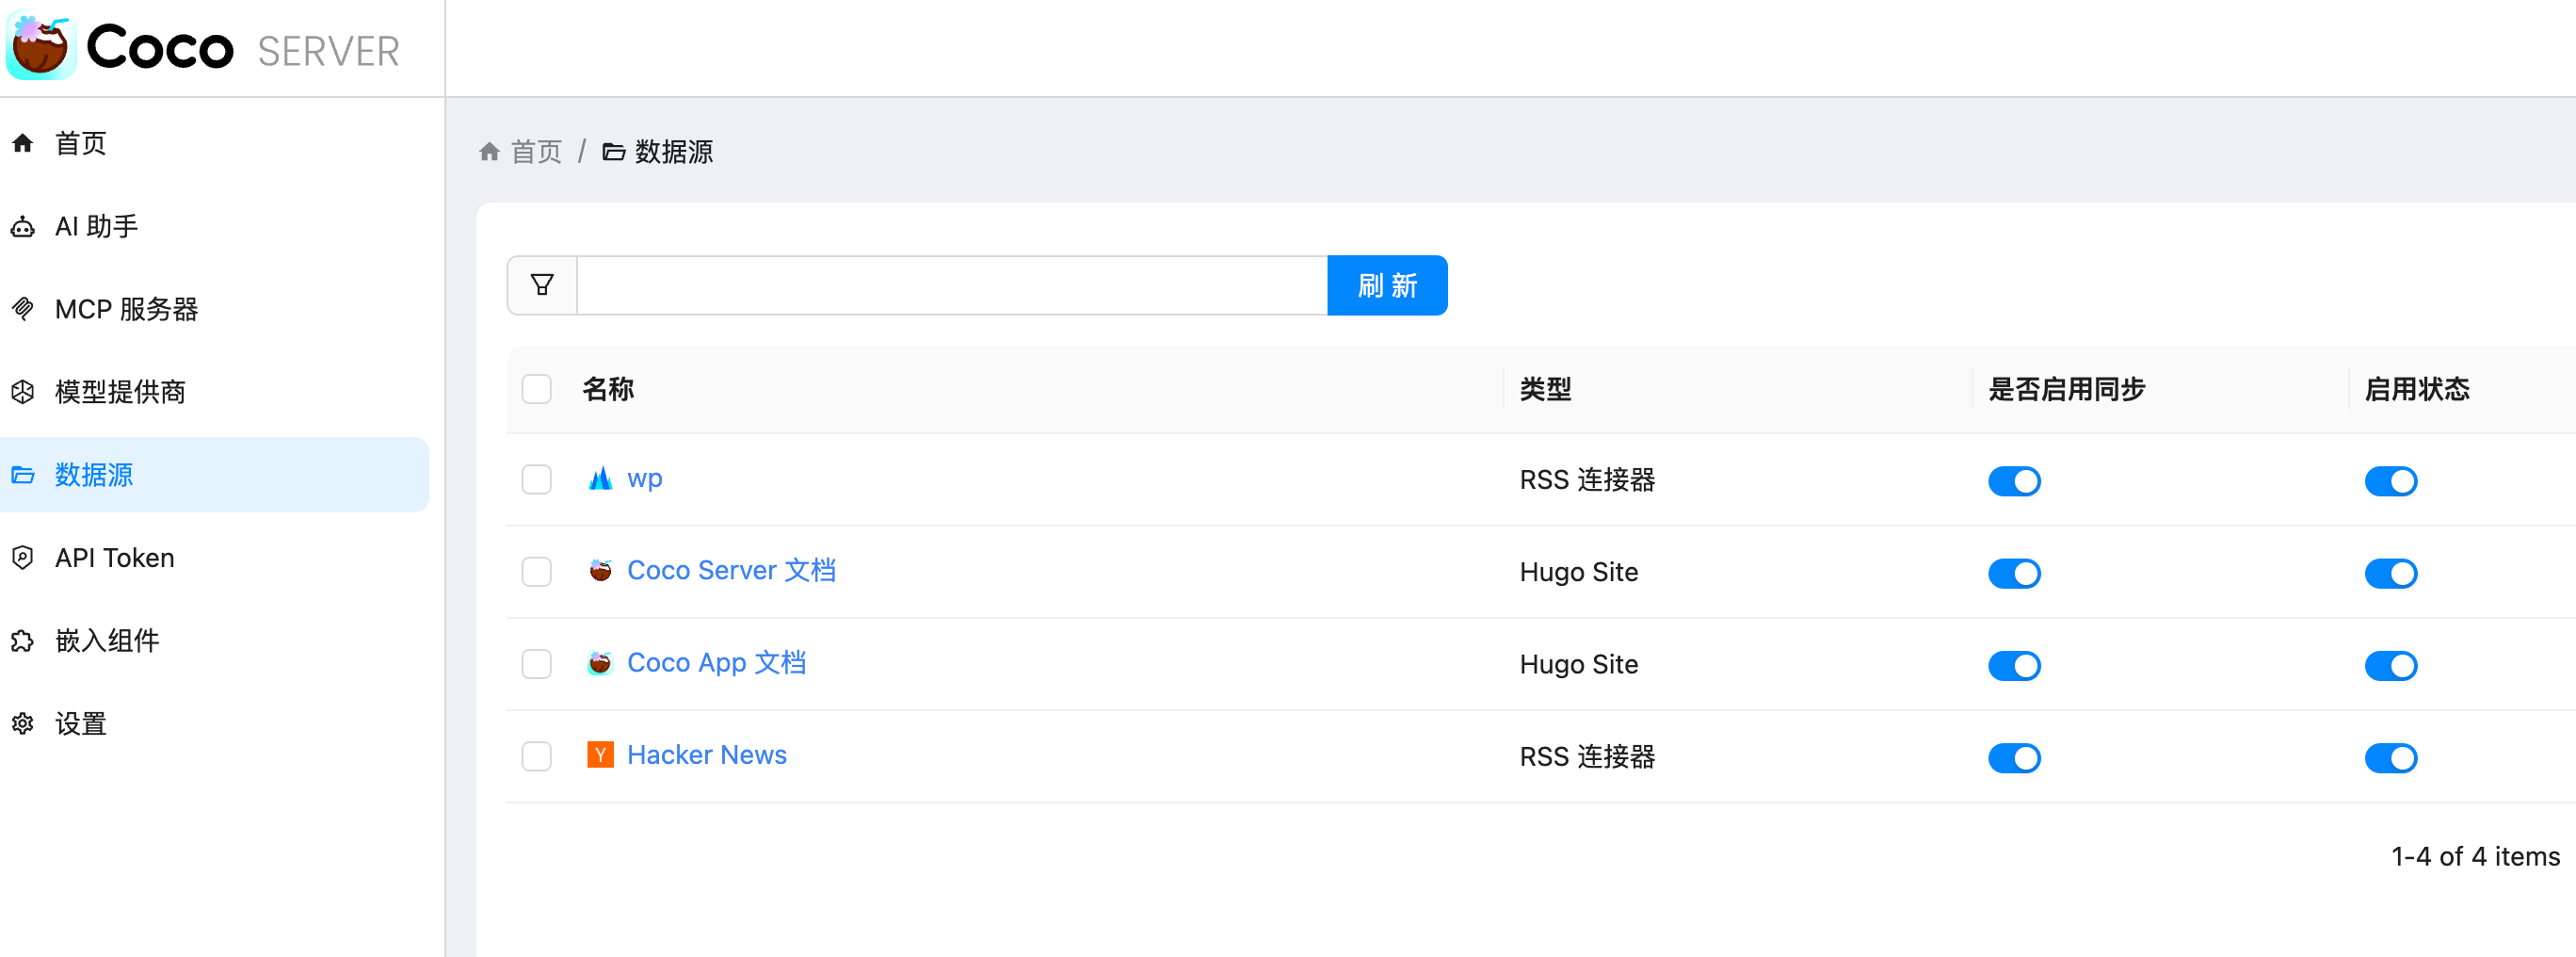 Coco SERVER
首页
AI 助手
MCP 服务器
模型提供商
数据源
API Token
嵌入组件
设置
首页 / 数据源
刷 新
名称 类型 是否启用同步 启用状态
wp RSS 连接器
Coco Server 文档 Hugo Site
Coco App 文档 Hugo Site
Y Hacker News RSS 连接器
1-4 of 4 items